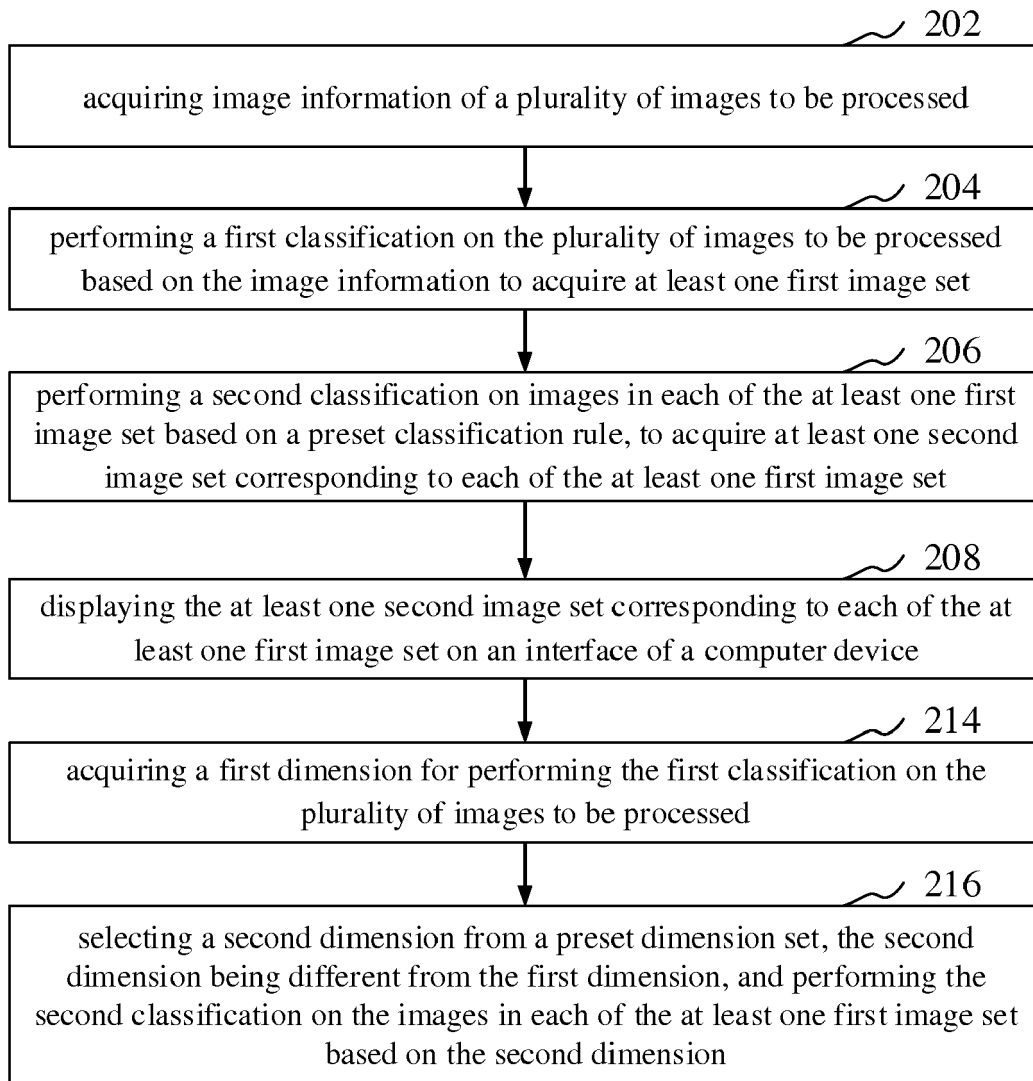 202
acquiring image information of a plurality of images to be processed
204
performing a first classification on the plurality of images to be processed
based on the image information to acquire at least one first image set
206
performing a second classification on images in each of the at least one first
image set based on a preset classification rule, to acquire at least one second
image set corresponding to each of the at least one first image set
208
displaying the at least one second image set corresponding to each of the at
least one first image set on an interface of a computer device
214
acquiring a first dimension for performing the first classification on the
plurality of images to be processed
216
selecting a second dimension from a preset dimension set, the second
dimension being different from the first dimension, and performing the
second classification on the images in each of the at least one first image set
based on the second dimension